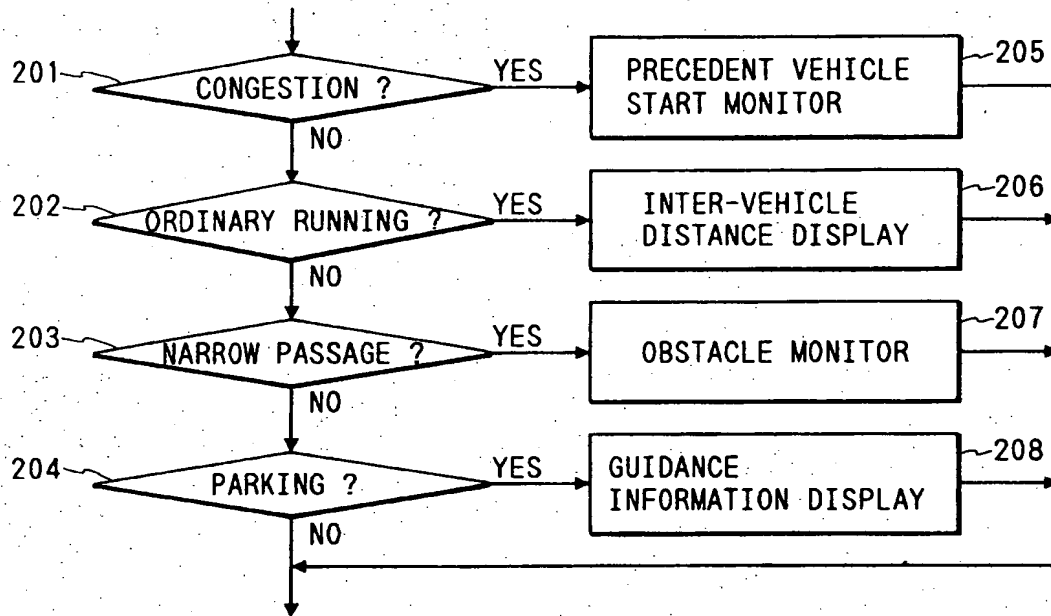 201
CONGESTION ?
YES
PRECEDENT VEHICLE
START MONITOR
205
NO
202
ORDINARY RUNNING ?
YES
INTER-VEHICLE
DISTANCE DISPLAY
206
NO
203
NARROW PASSAGE ?
YES
OBSTACLE MONITOR
207
NO
204
PARKING ?
YES
GUIDANCE
INFORMATION DISPLAY
208
NO